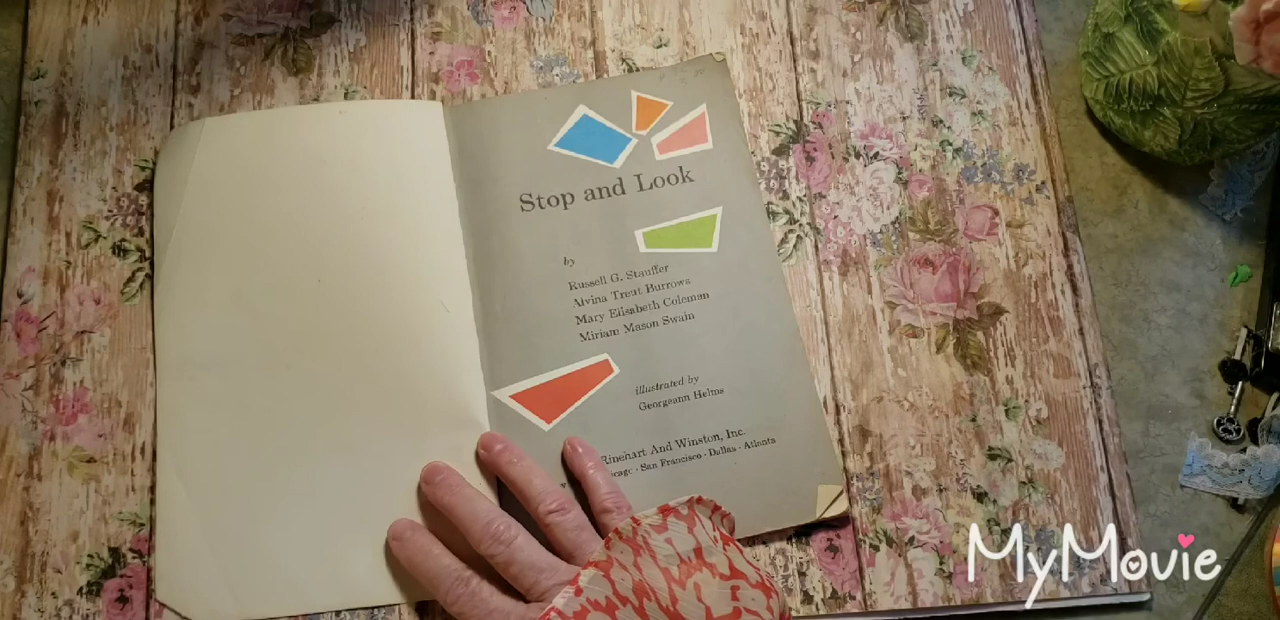 Stop and Look
by
Russell G. Stauffer
Alvina Treut Burrows
Mary Elisabeth Coleman
Miriam Mason Swain
illustrated by
Georgeann Helms
Rinehart And Winston, Inc.
icago · San Francisco · Dallas · Atlanta
MyMovie